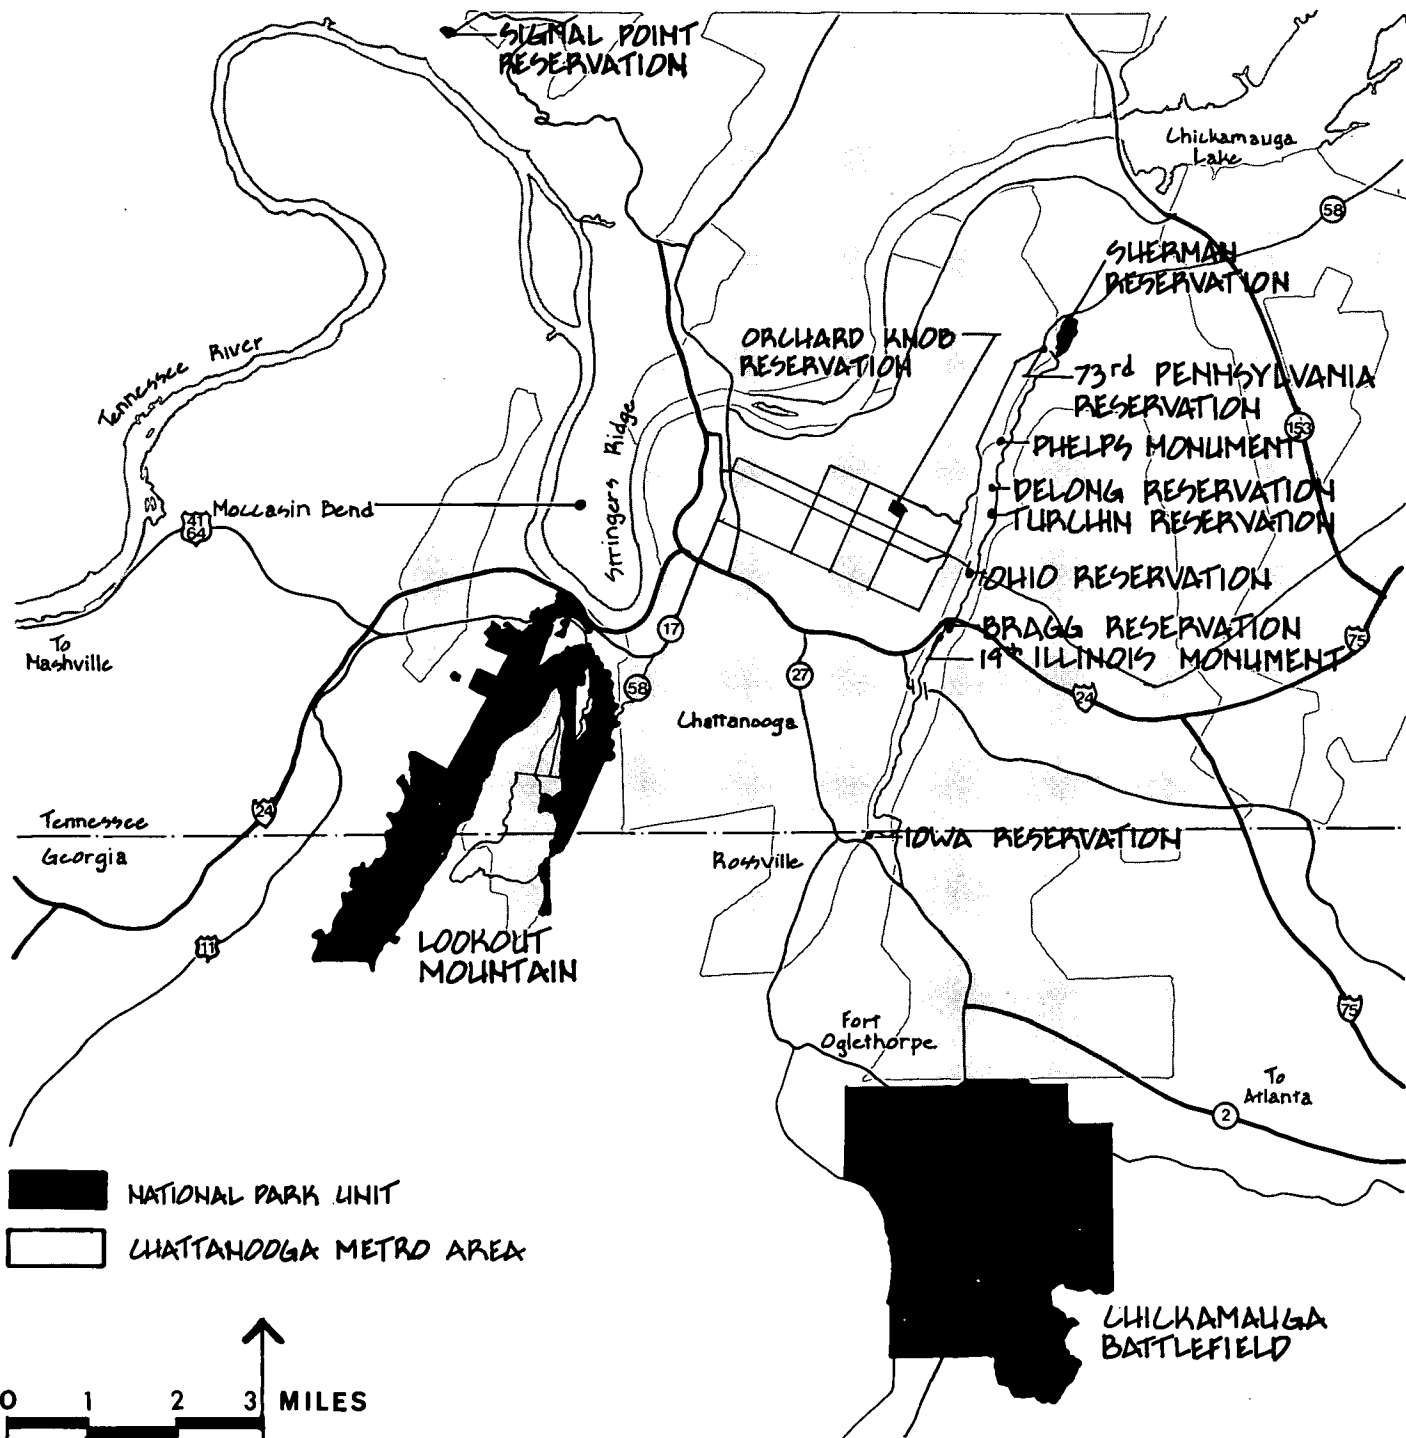 SIGNAL POINT
RESERVATION
Chickamauga
Lake
58
SHERMAN
RESERVATION
ORCHARD KNOB
RESERVATION
Tennessee River
73rd PENNSYLVANIA
RESERVATION
153
Stringers Ridge
PHELPS MONUMENT
DELONG RESERVATION
TURCHIN RESERVATION
Moccasin Bend
41
64
OHIO RESERVATION
BRAGG RESERVATION
19th ILLINOIS MONUMENT
17
75
To
Nashville
58
27
24
Chattanooga
24
Tennessee
Georgia
Rossville
IOWA RESERVATION
11
LOOKOUT
MOUNTAIN
75
Fort
Oglethorpe
To
Atlanta
2
NATIONAL PARK UNIT
CHATTANOOGA METRO AREA
CHICKAMAUGA
BATTLEFIELD
0 1 2 3 MILES